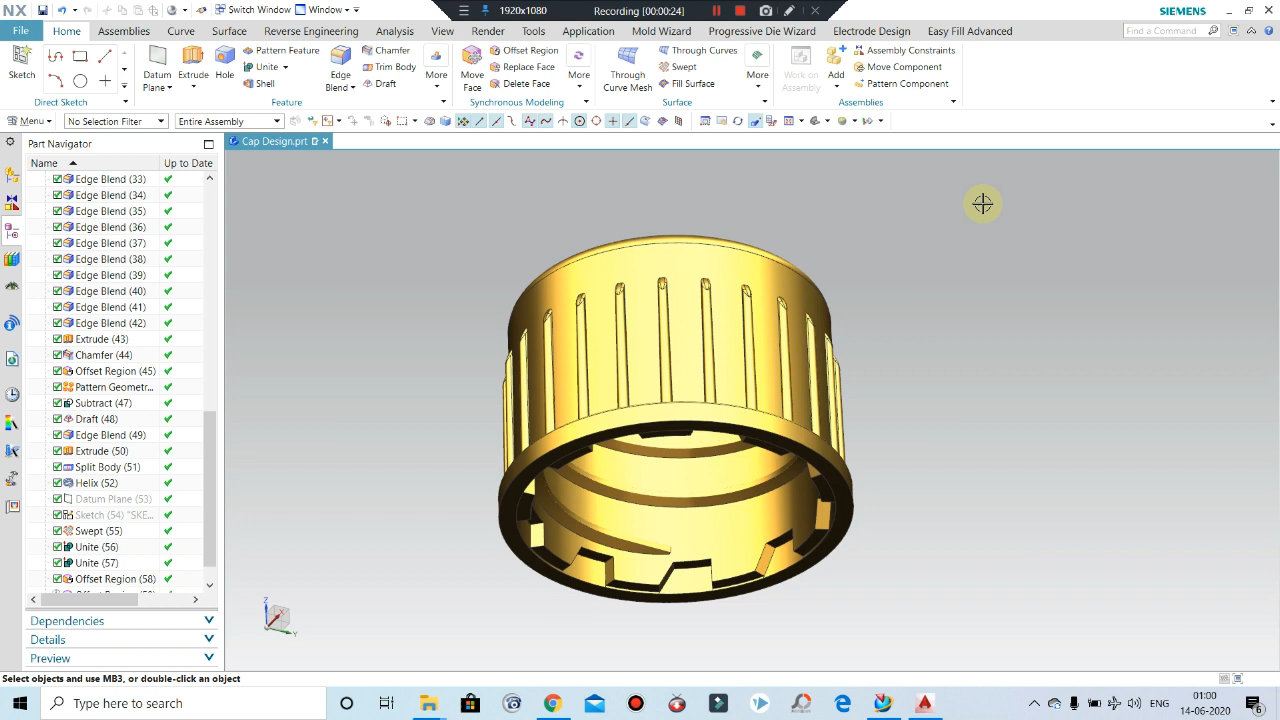 NX
Switch Window
Window
1920x1080
Recording [00:00:24]
SIEMENS
File
Home
Assemblies
Curve
Surface
Reverse Engineering
Analysis
View
Tools
Application
Mold Wizard
Progressive Die Wizard
Electrode Design
Easy Fill Advanced
Find a Command
Sketch
Direct Sketch
Datum Plane
Extrude
Hole
Pattern Feature
Unite
Shell
Edge Blend
Chamfer
Trim Body
Draft
More
Feature
Move Face
Offset Region
Replace Face
Delete Face
More
Synchronous Modeling
Through Curve Mesh
Through Curves
Swept
Fill Surface
More
Surface
Work on Assembly
Add
Assembly Constraints
Move Component
Pattern Component
Assemblies
Menu
No Selection Filter
Entire Assembly
Part Navigator
Cap Design.prt
Name
Up to Date
Edge Blend (33)
Edge Blend (34)
Edge Blend (35)
Edge Blend (36)
Edge Blend (37)
Edge Blend (38)
Edge Blend (39)
Edge Blend (40)
Edge Blend (41)
Edge Blend (42)
Extrude (43)
Chamfer (44)
Offset Region (45)
Pattern Geometr...
Subtract (47)
Draft (48)
Edge Blend (49)
Extrude (50)
Split Body (51)
Helix (52)
Datum Plane (53)
Sketch (54) "SKE...
Swept (55)
Unite (56)
Unite (57)
Offset Region (58)
Dependencies
Details
Preview
Z
X
Y
Select objects and use MB3, or double-click an object
Type here to search
ENG
01:00
14-06-2020
6